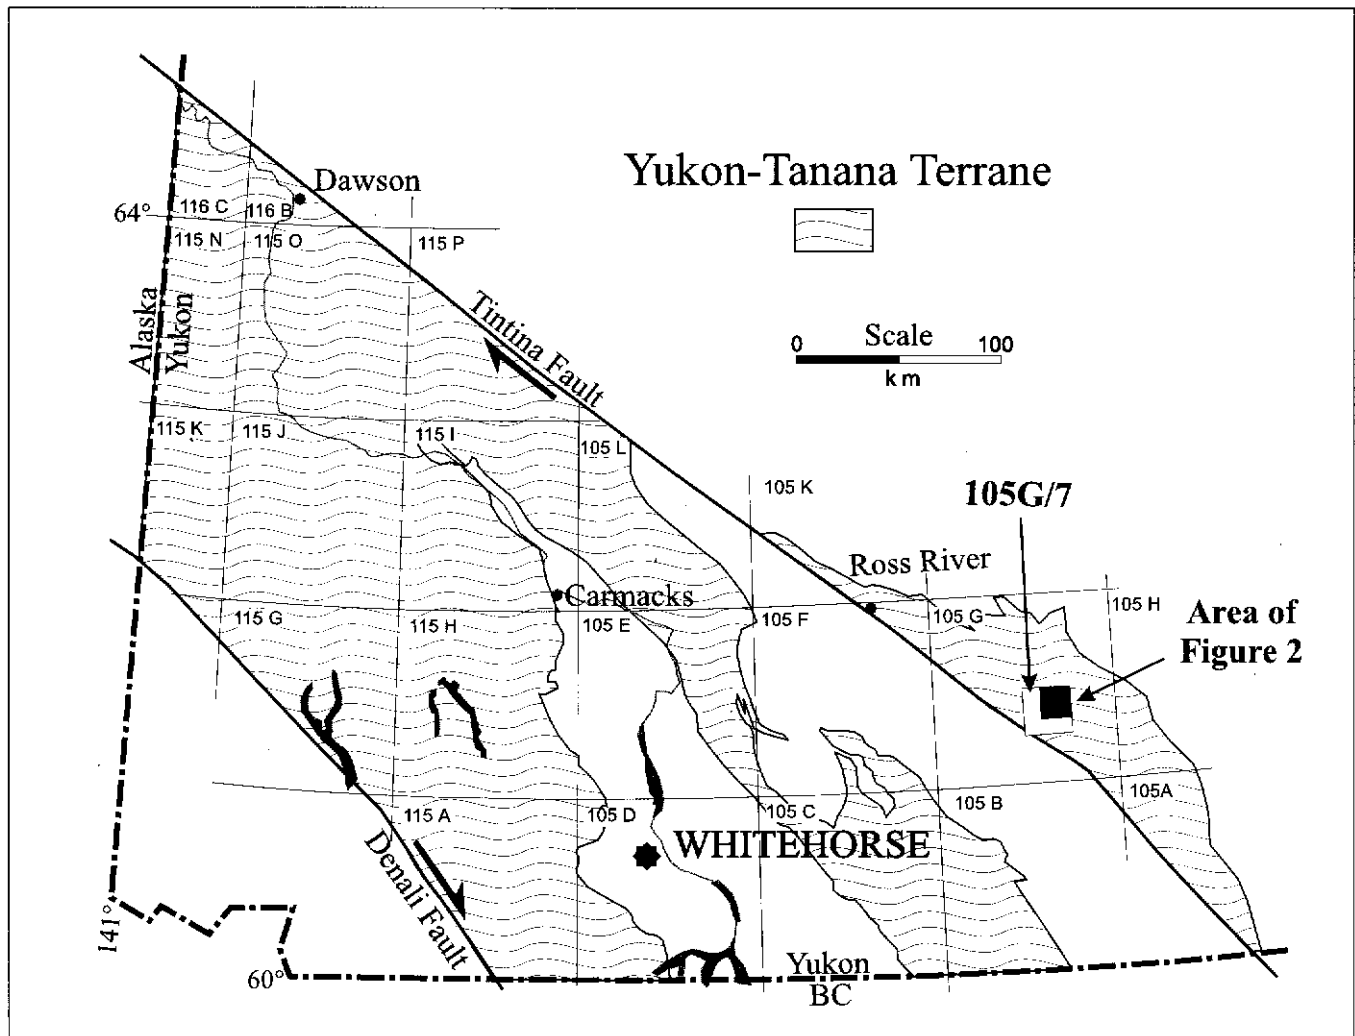 Yukon-Tanana Terrane
Dawson
64°
116 C
116 B
115 N
115 O
115 P
Alaska
Yukon
Tintina Fault
Scale
0
100
km
115 K
115 J
115 I
105 L
105 K
105G/7
Ross River
Carmacks
115 G
115 H
105 E
105 F
105 G
105 H
Area of
Figure 2
115 A
105 D
105 C
105 B
105A
WHITEHORSE
Denali Fault
141°
60°
Yukon
BC